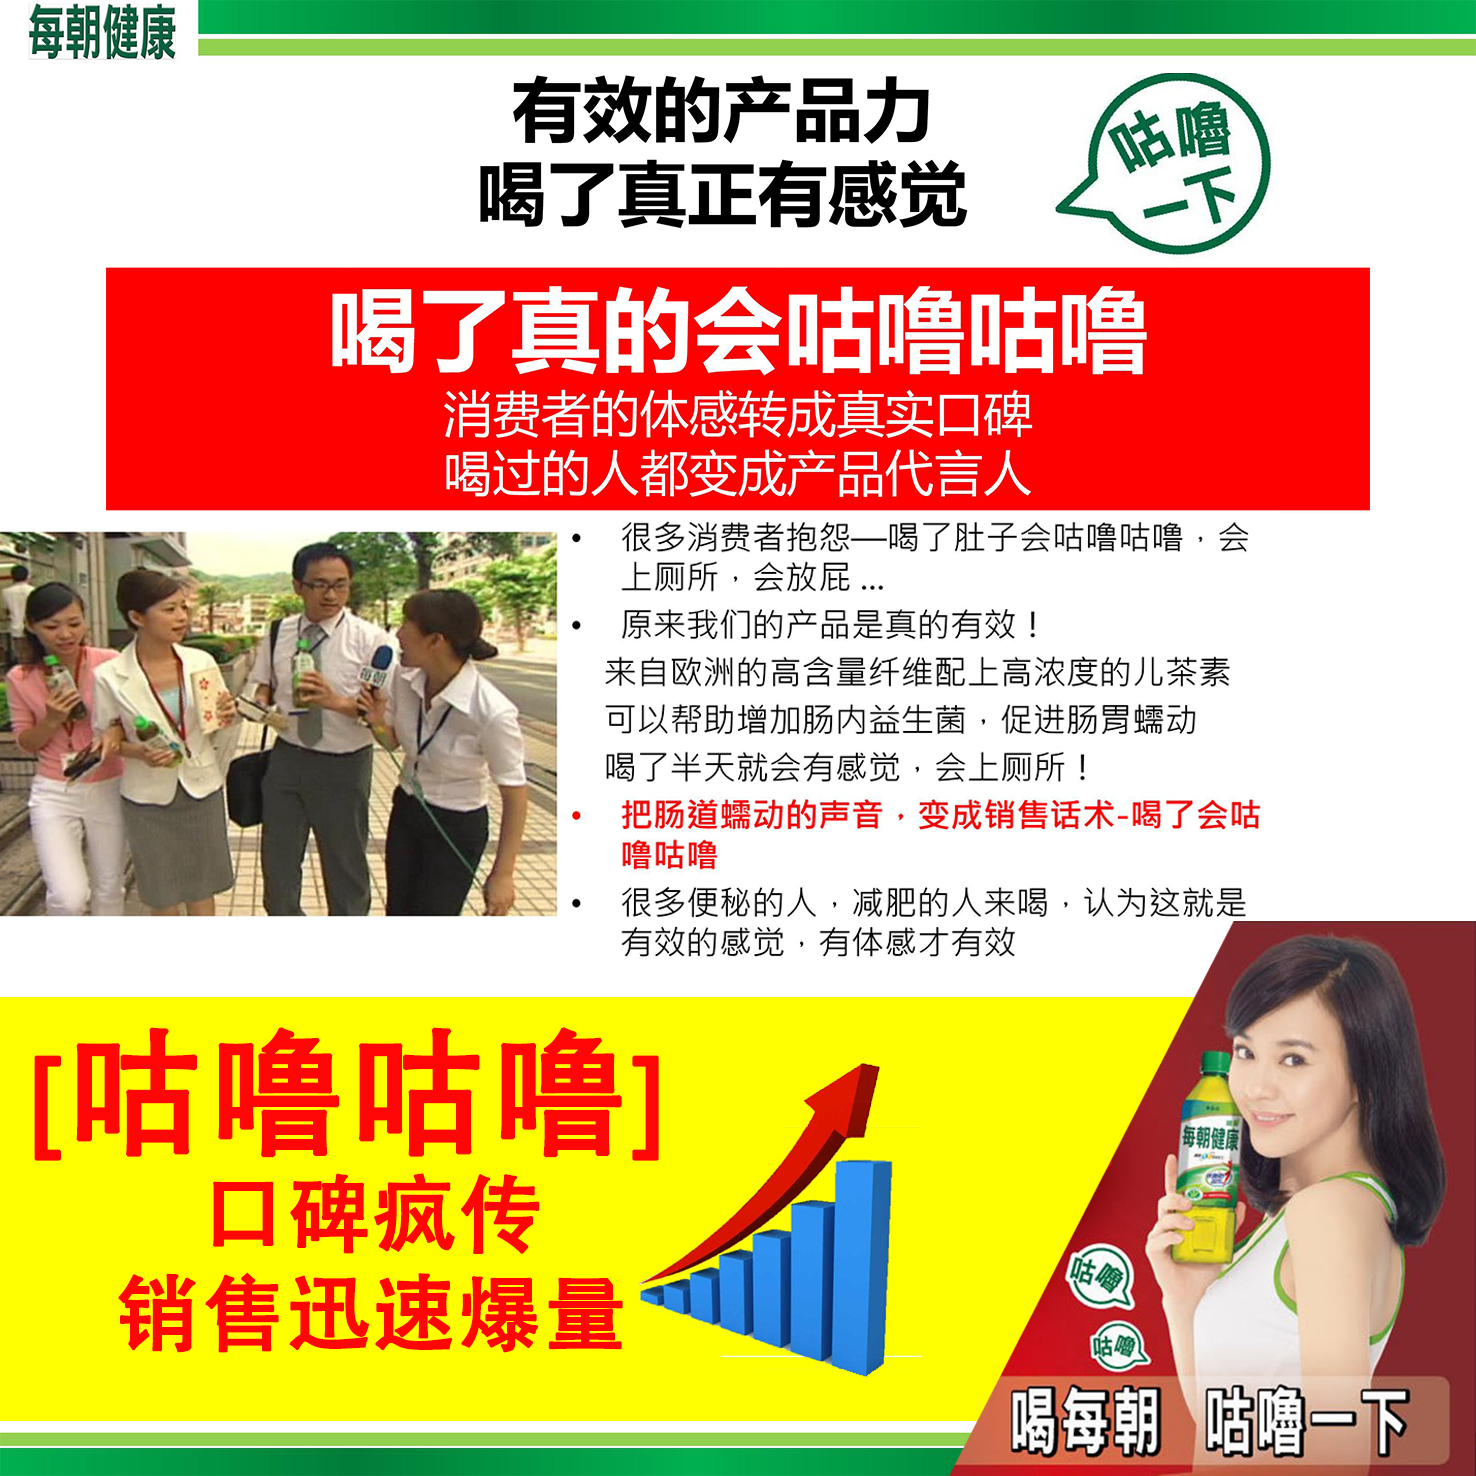 每朝健康
有效的产品力
喝了真正有感觉
咕噜
一下
喝了真的会咕噜咕噜
消费者的体感转成真实口碑
喝过的人都变成产品代言人
• 很多消费者抱怨—喝了肚子会咕噜咕噜，会
上厕所，会放屁 ...
• 原来我们的产品是真的有效！
来自欧洲的高含量纤维配上高浓度的儿茶素
可以帮助增加肠内益生菌，促进肠胃蠕动
喝了半天就会有感觉，会上厕所！
• 把肠道蠕动的声音，变成销售话术-喝了会咕
噜咕噜
• 很多便秘的人，减肥的人来喝，认为这就是
有效的感觉，有体感才有效
每朝
[咕噜咕噜]
口碑疯传
销售迅速爆量
每朝健康
咕嚕
咕嚕
喝每朝 咕嚕一下